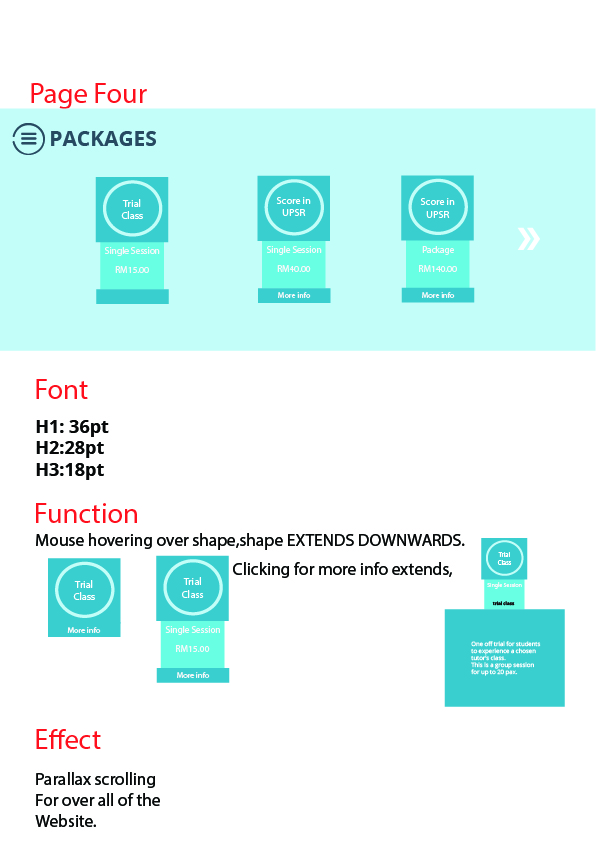 Page Four
PACKAGES
Trial
Class
Single Session
RM15.00
Score in
UPSR
Single Session
RM40.00
More info
Score in
UPSR
Package
RM140.00
More info
»
Font
H1: 36pt
H2:28pt
H3:18pt
Function
Mouse hovering over shape,shape EXTENDS DOWNWARDS.
Trial
Class
More info
Trial
Class
Single Session
RM15.00
More info
Clicking for more info extends,
Trial
Class
Single Session
trial class
One off trial for students
to experience a chosen
tutor's class.
This is a group session
for up to 20 pax.
Effect
Parallax scrolling
For over all of the
Website.